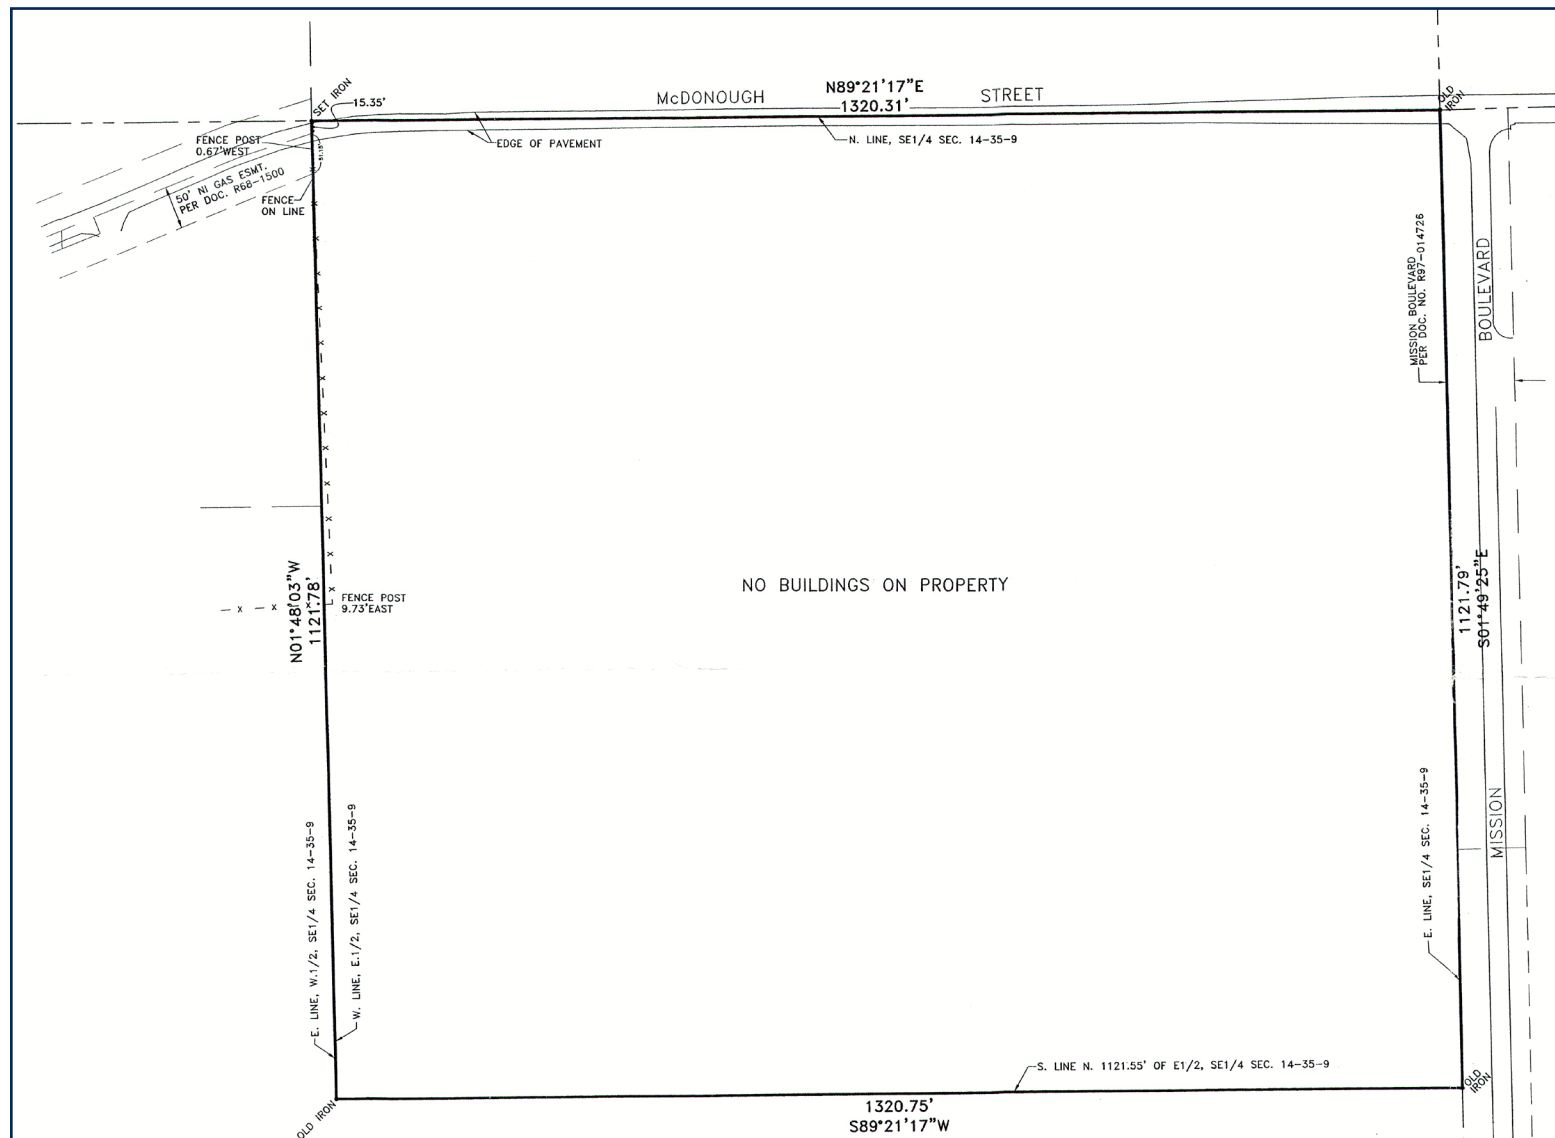 N89°21'17"E
McDONOUGH
STREET
1320.31'
SET IRON
15.35'
OLD
IRON
FENCE POST
0.67'WEST
51.15'
EDGE OF PAVEMENT
N. LINE, SE1/4 SEC. 14-35-9
50' NI GAS ESMT.
PER DOC. R68-1500
FENCE
ON LINE
MISSION BOULEVARD
PER DOC. NO. R97-014726
BOULEVARD
NO BUILDINGS ON PROPERTY
N01°48'03"W
1121.78'
FENCE POST
9.73'EAST
1121.79'
S01°49'25"E
MISSION
E. LINE, W.1/2, SE1/4 SEC. 14-35-9
W. LINE, E.1/2, SE1/4 SEC. 14-35-9
E. LINE, SE1/4 SEC. 14-35-9
S. LINE N. 1121.55' OF E1/2, SE1/4 SEC. 14-35-9
OLD IRON
1320.75'
S89°21'17"W
OLD
IRON